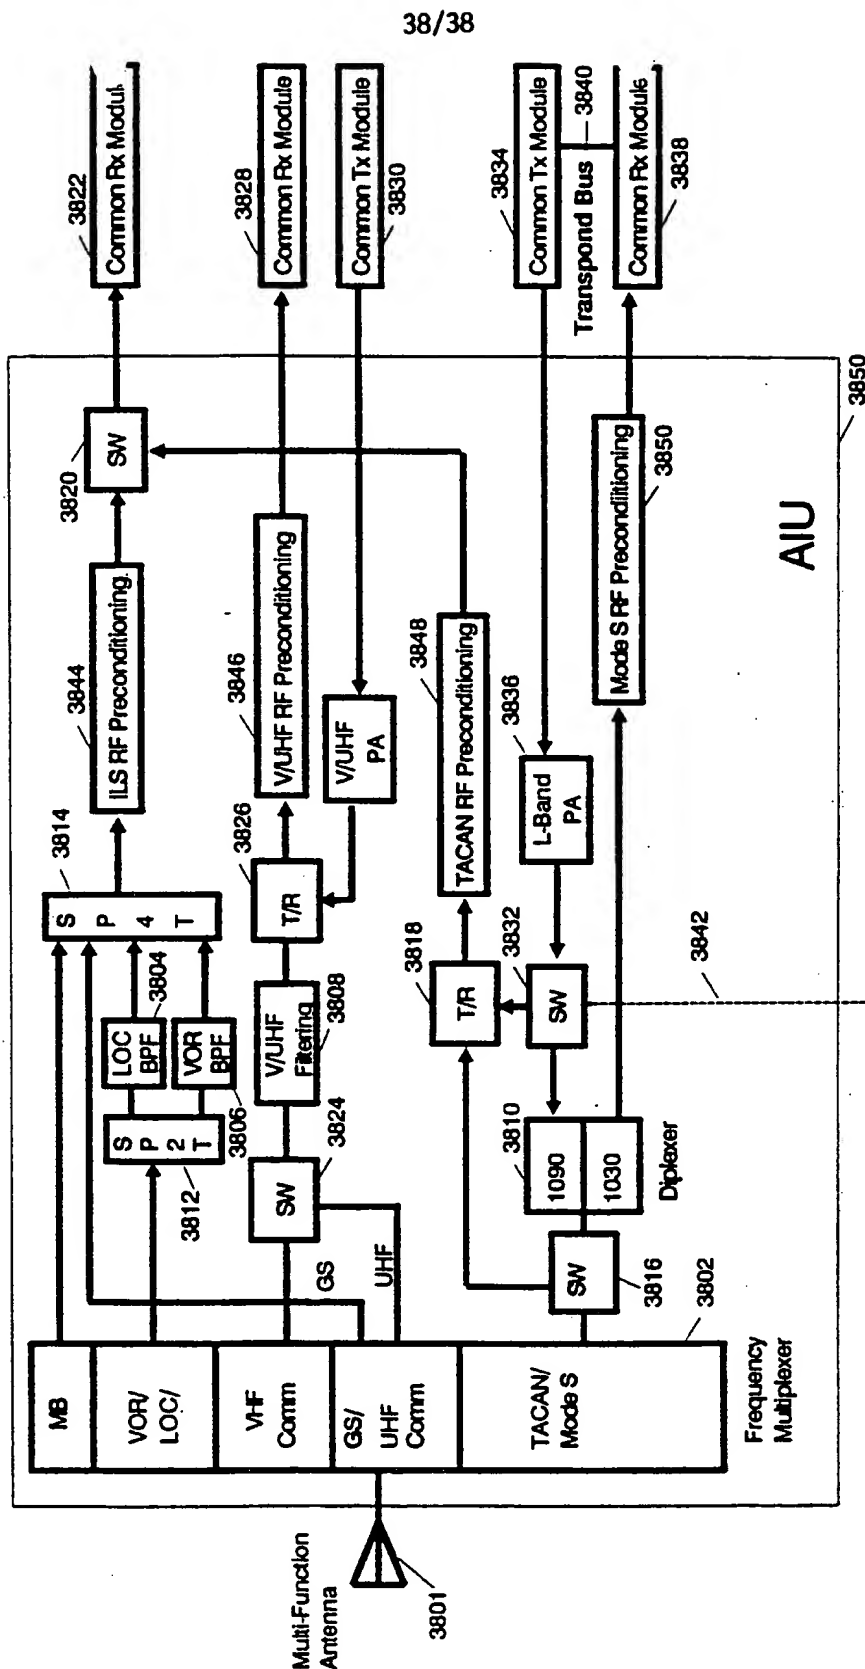 38/38
3822
Common Rx Modul
3828
Common Rx Module
Common Tx Module
3830
3834
Common Tx Module
3840
Transpond Bus
Common Rx Module
3838
3820
SW
3844
ILS RF Preconditioning.
3814
S
P
4
T
3804
LOC
BPF
VOR
BPF
3806
S
P
2
T
3812
3846
V/UHF RF Preconditioning
V/UHF
PA
3826
T/R
V/UHF
Filtering
3808
3824
SW
GS
UHF
3848
TACAN RF Preconditioning
3818
T/R
3836
L-Band
PA
3832
SW
3842
Mode S RF Preconditiitioning
3850
3810
1090
1030
Diplexer
SW
3816
3802
MB
VOR/
LOC/
VHF
Comm
GS/
UHF
Comm
TACAN/
Mode S
Frequency
Multiplexer
Multi-Function
Antenna
3801
AIU
3850